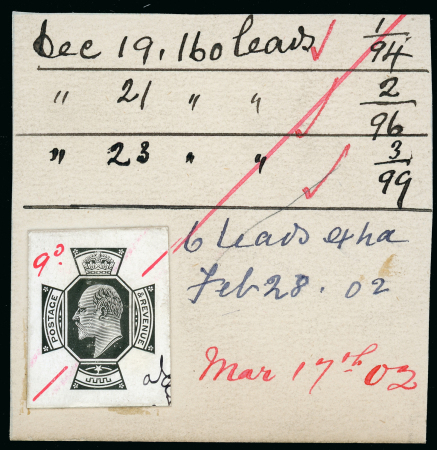 Dec 19. 160 leads 1/94
" 21 " " 2/96
" 23 " " 3/99
6 leads extra
Feb 28. 02
Mar 17th 02
9d
POSTAGE & REVENUE